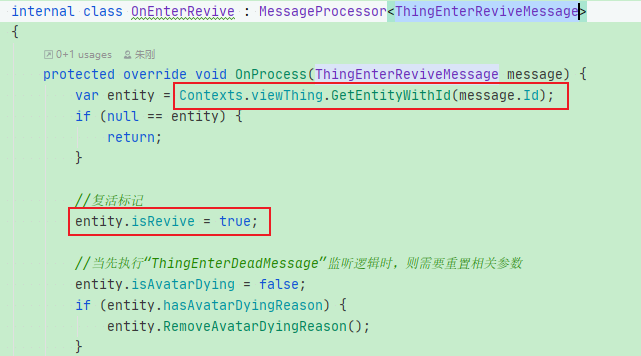 internal class OnEnterRevive : MessageProcessor<ThingEnterReviveMessage>
{
0+1 usages 朱刚
protected override void OnProcess(ThingEnterReviveMessage message) {
var entity = Contexts.viewThing.GetEntityWithId(message.Id);
if (null == entity) {
return;
}
//复活标记
entity.isRevive = true;
//当先执行“ThingEnterDeadMessage”监听逻辑时，则需要重置相关参数
entity.isAvatarDying = false;
if (entity.hasAvatarDyingReason) {
entity.RemoveAvatarDyingReason();
}